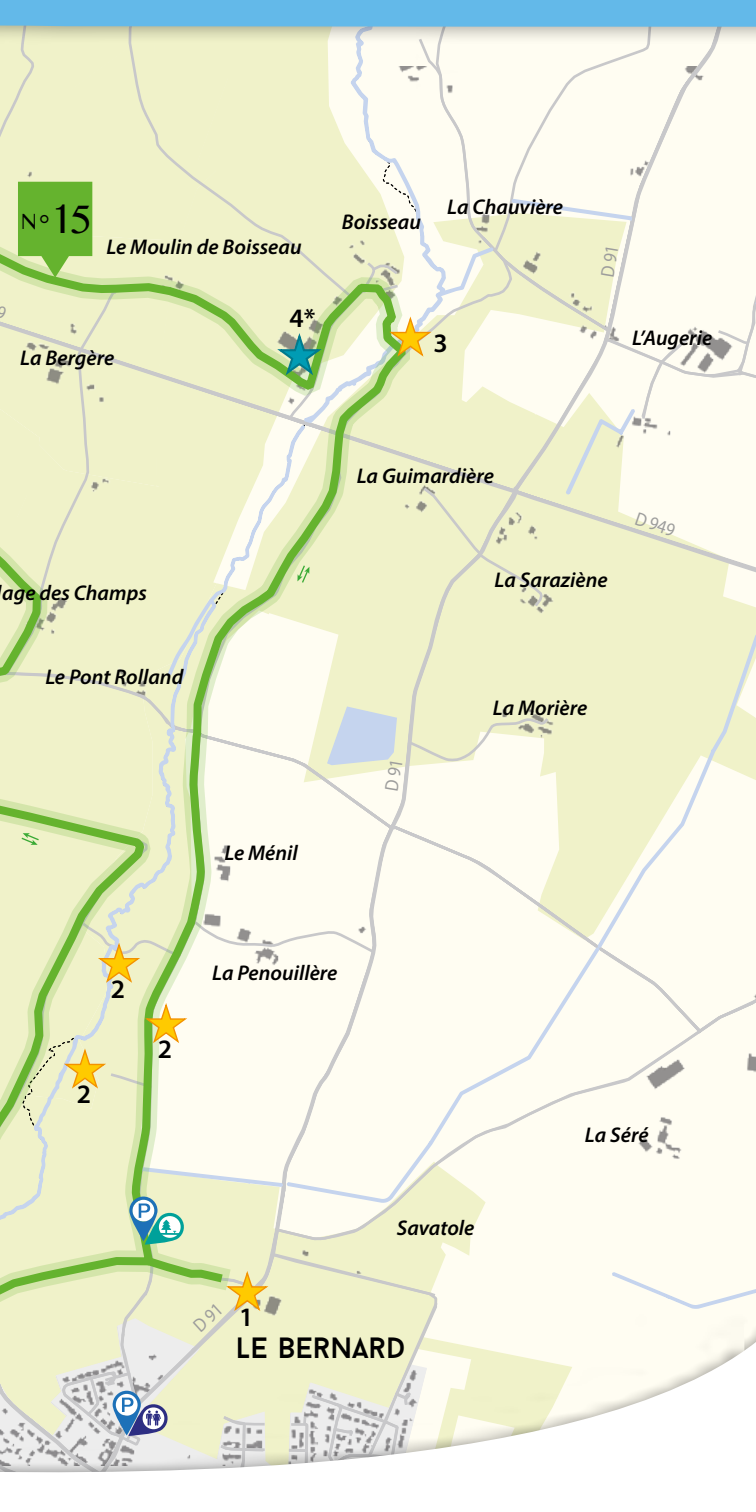 La Chauvière
Boisseau
N° 15
Le Moulin de Boisseau
D 91
9
4*
3
L'Augerie
La Bergère
La Guimardière
D 949
La Saraziène
lage des Champs
Le Pont Rolland
La Morière
D 91
Le Ménil
La Penouillère
2
2
2
La Séré
P
Savatole
D 91
1
LE BERNARD
P